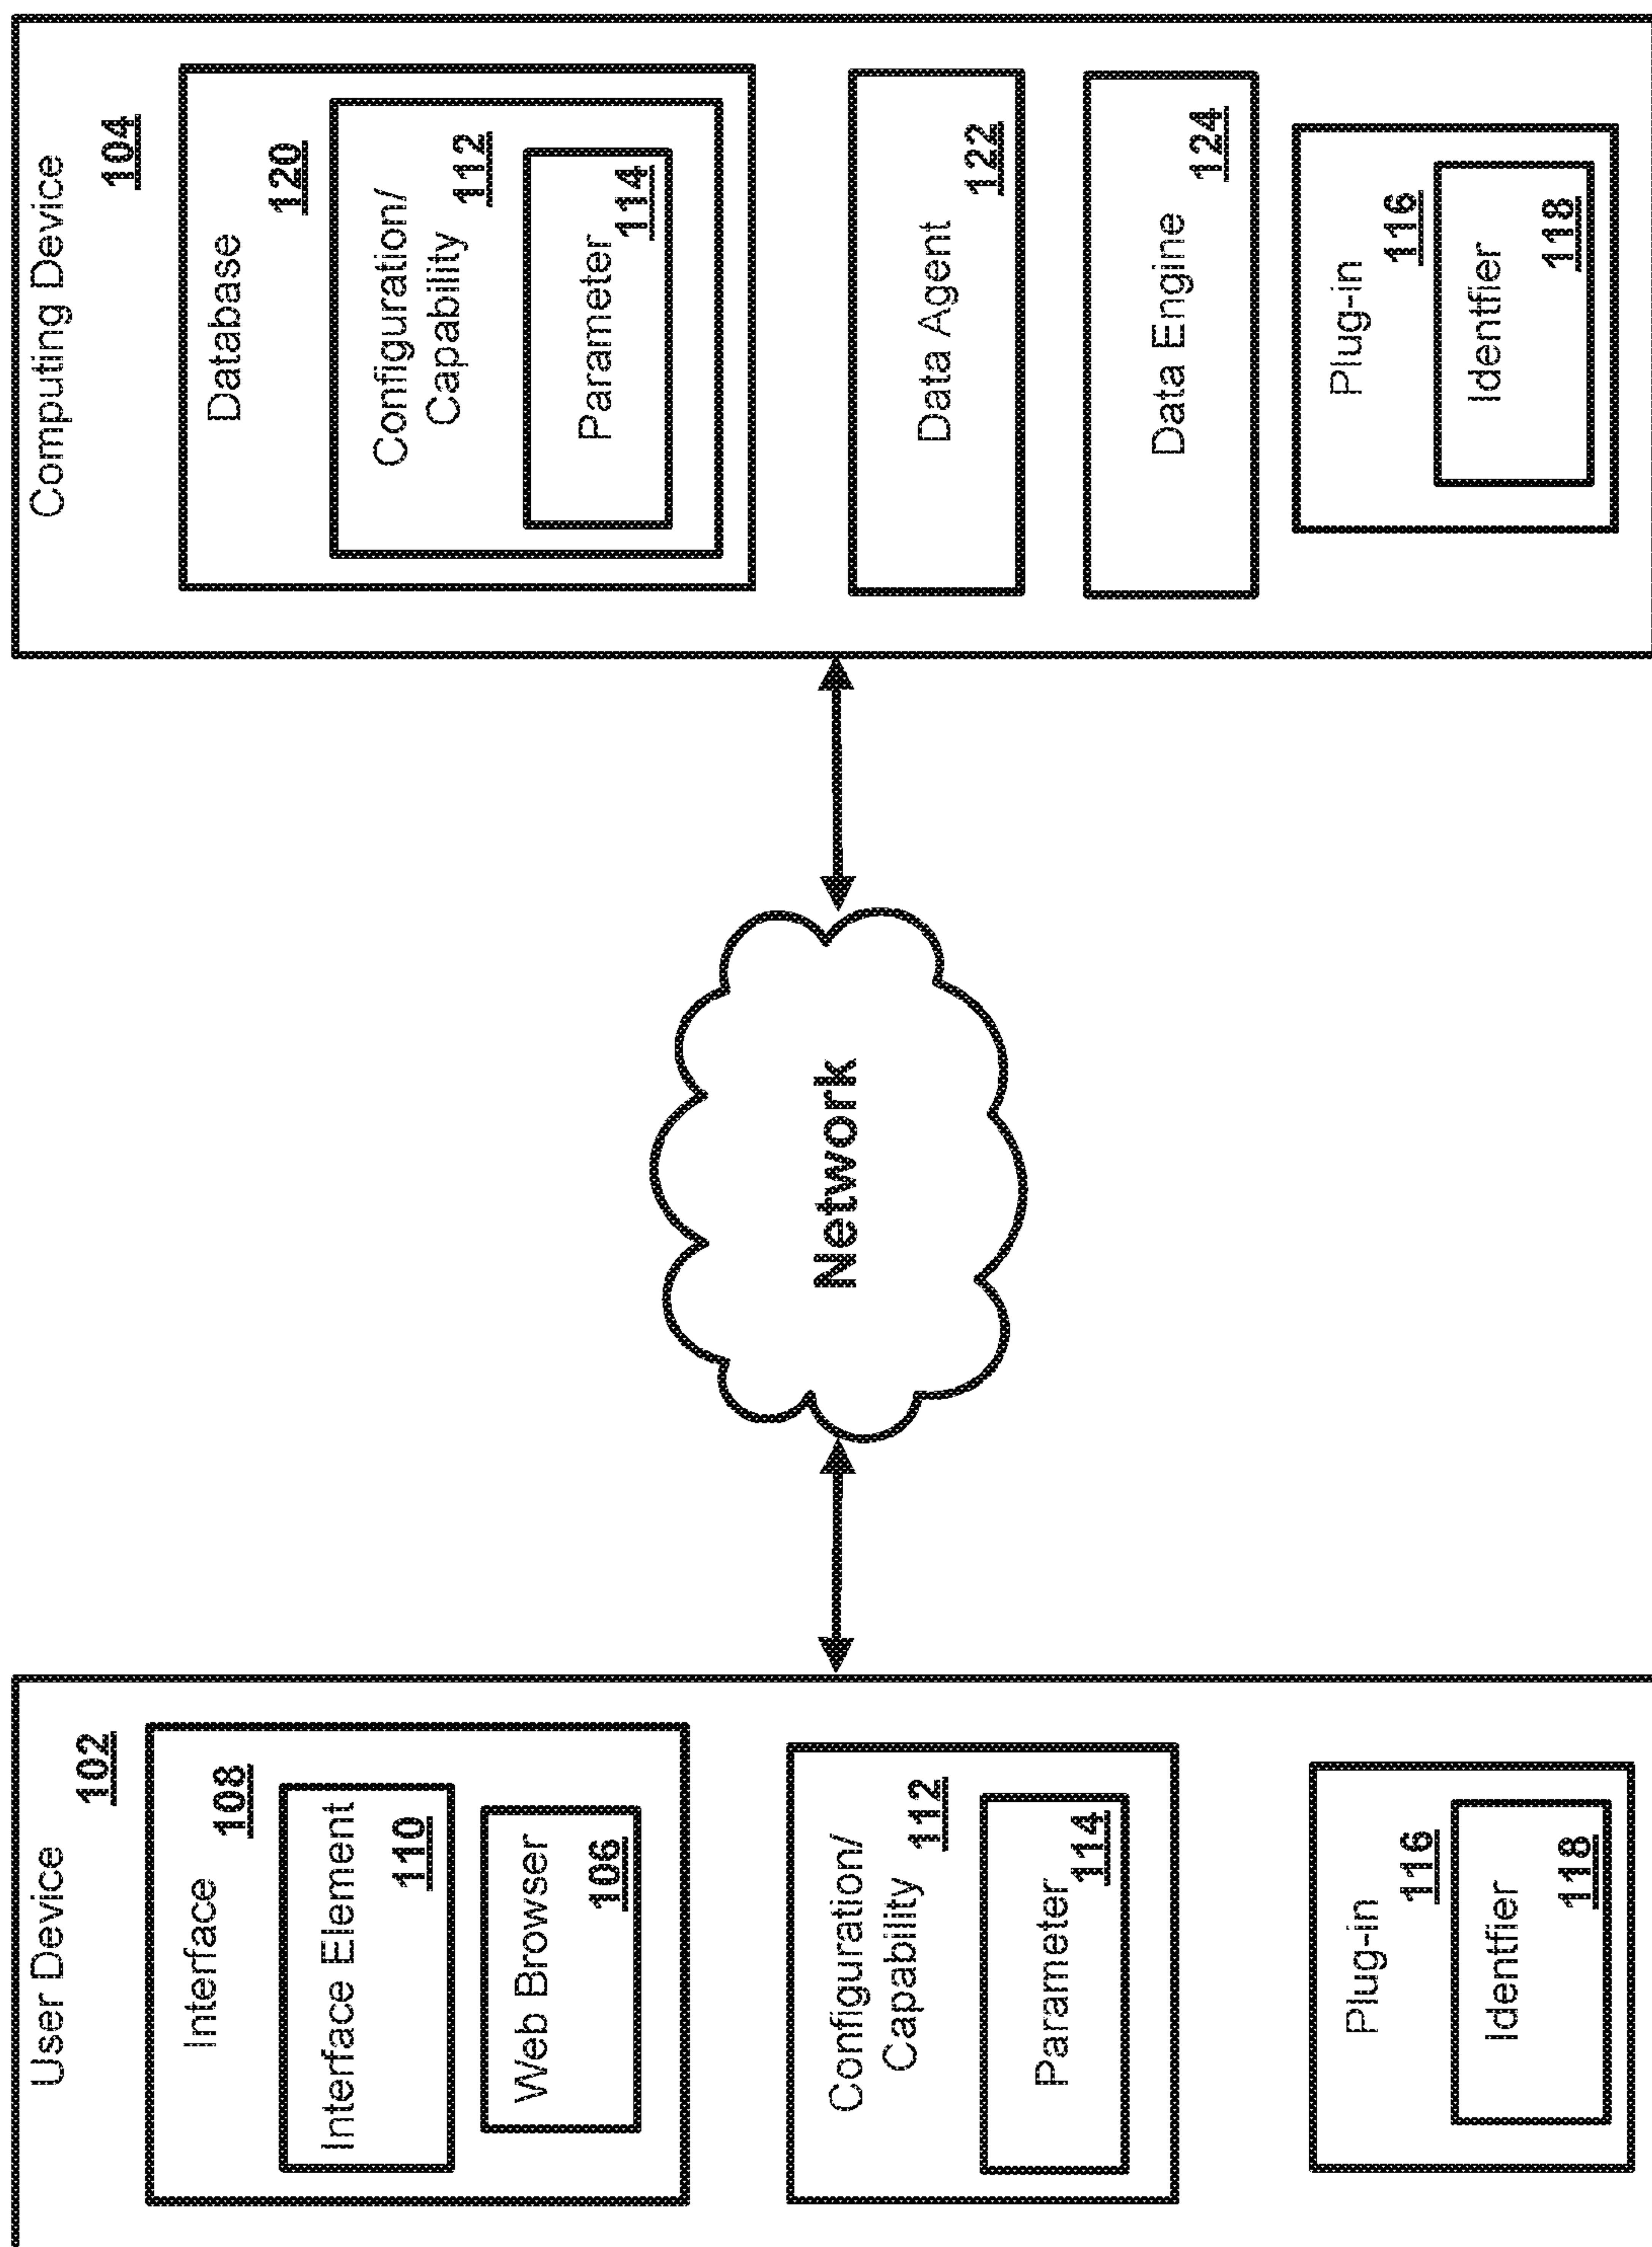 User Device
102
Interface
108
Interface Element
110
Web Browser
106
Configuration/
Capability
112
Parameter
114
Plug-in
116
Identfier
118
Network
Computing Device
104
Database
120
Configuration/
Capability
112
Parameter
114
Data Agent
122
Data Engine
124
Plug-in
116
Identfier
118